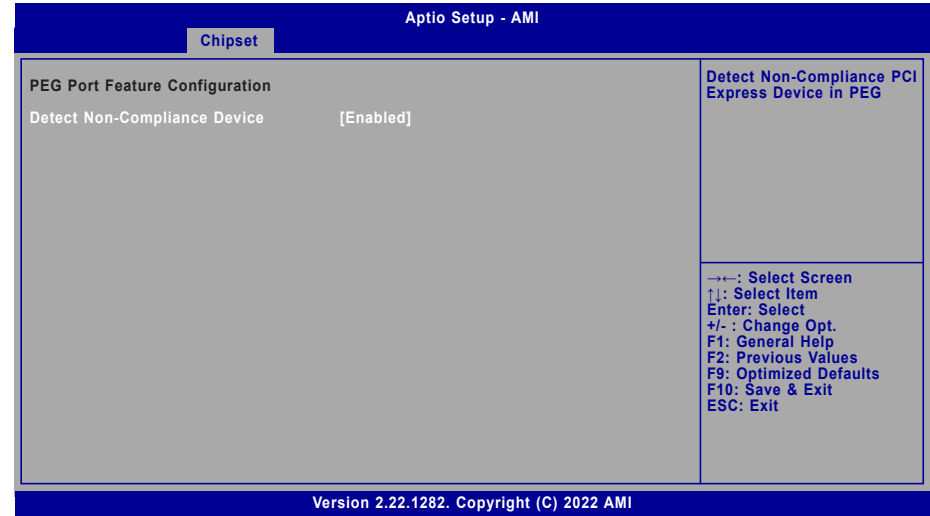 Aptio Setup - AMI
Chipset
PEG Port Feature Configuration
Detect Non-Compliance Device [Enabled]
Detect Non-Compliance PCI
Express Device in PEG
→←: Select Screen
↑↓: Select Item
Enter: Select
+/- : Change Opt.
F1: General Help
F2: Previous Values
F9: Optimized Defaults
F10: Save & Exit
ESC: Exit
Version 2.22.1282. Copyright (C) 2022 AMI